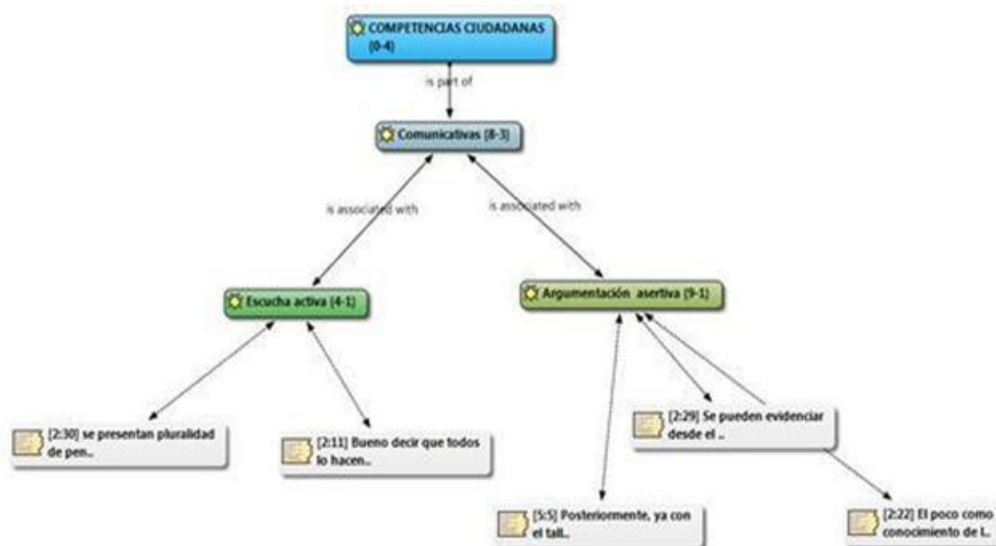 COMPETENCIAS CIUDADANAS
(0-4)
is part of
Comunicativas (8-3)
is associated with
is associated with
Escucha activa (4-1)
Argumentación asertiva (9-1)
[2:30] se presentan pluralidad
de pen..
[2:11] Bueno decir que todos
lo hacen..
[2:29] Se pueden evidenciar
desde el ..
[5:5] Posteriormente, ya con
el tall..
[2:22] El poco como
conocimiento de l..